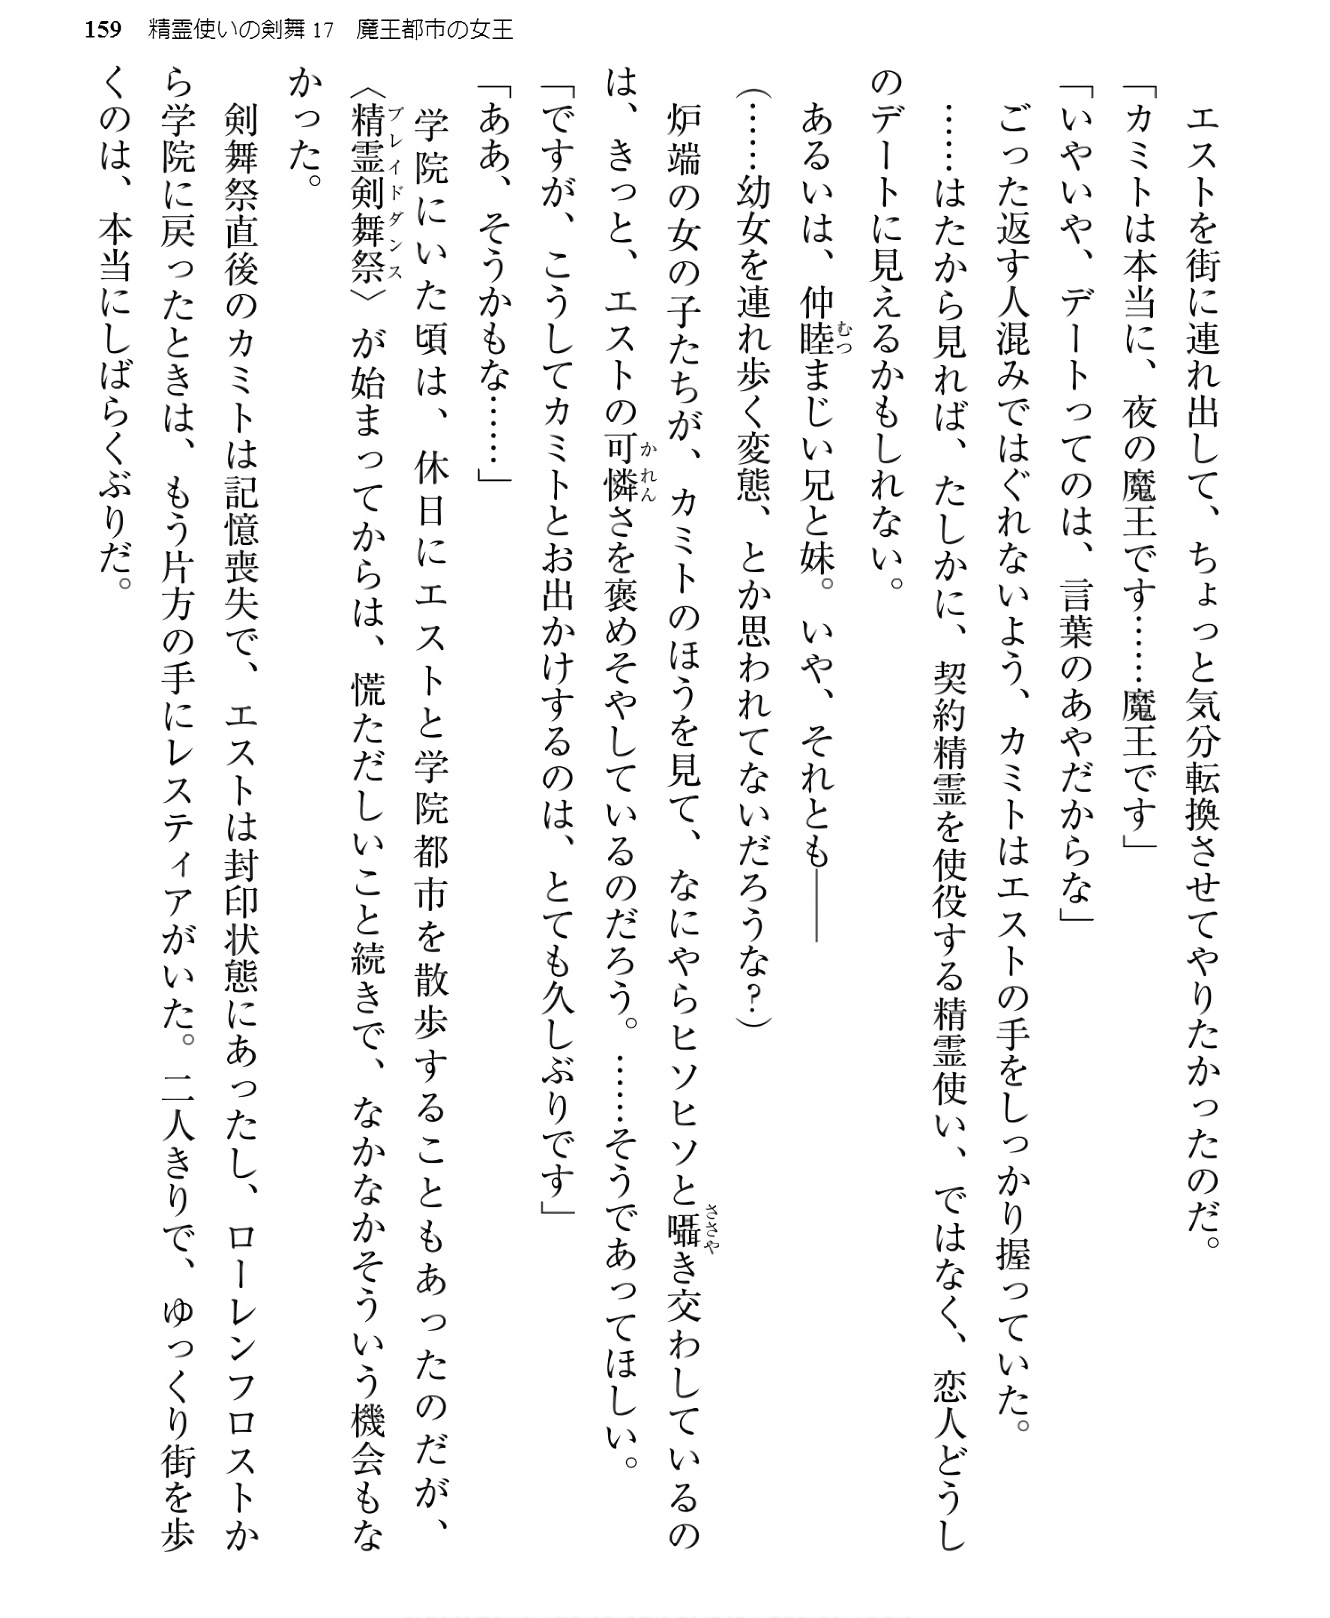 159　精霊使いの剣舞 17　魔王都市の女王
　エストを街に連れ出して、ちょっと気分転換させてやりたかったのだ。
「カミトは本当に、夜の魔王です……魔王です」
「いやいや、デートってのは、言葉のあやだからな」
　ごった返す人混みではぐれないよう、カミトはエストの手をしっかり握っていた。
　……はたから見れば、たしかに、契約精霊を使役する精霊使い、ではなく、恋人どうし
のデートに見えるかもしれない。
　あるいは、仲睦むつまじい兄と妹。いや、それとも――
（……幼女を連れ歩く変態、とか思われてないだろうな？）
　炉端の女の子たちが、カミトのほうを見て、なにやらヒソヒソと囁ささやき交わしているの
は、きっと、エストの可憐かれんさを褒めそやしているのだろう。……そうであってほしい。
「ですが、こうしてカミトとお出かけするのは、とても久しぶりです」
「ああ、そうかもな……」
　学院にいた頃は、休日にエストと学院都市を散歩することもあったのだが、
〈精霊剣舞祭ブレイドダンス〉が始まってからは、慌ただしいこと続きで、なかなかそういう機会もな
かった。
　剣舞祭直後のカミトは記憶喪失で、エストは封印状態にあったし、ローレンフロストか
ら学院に戻ったときは、もう片方の手にレスティアがいた。二人きりで、ゆっくり街を歩
くのは、本当にしばらくぶりだ。